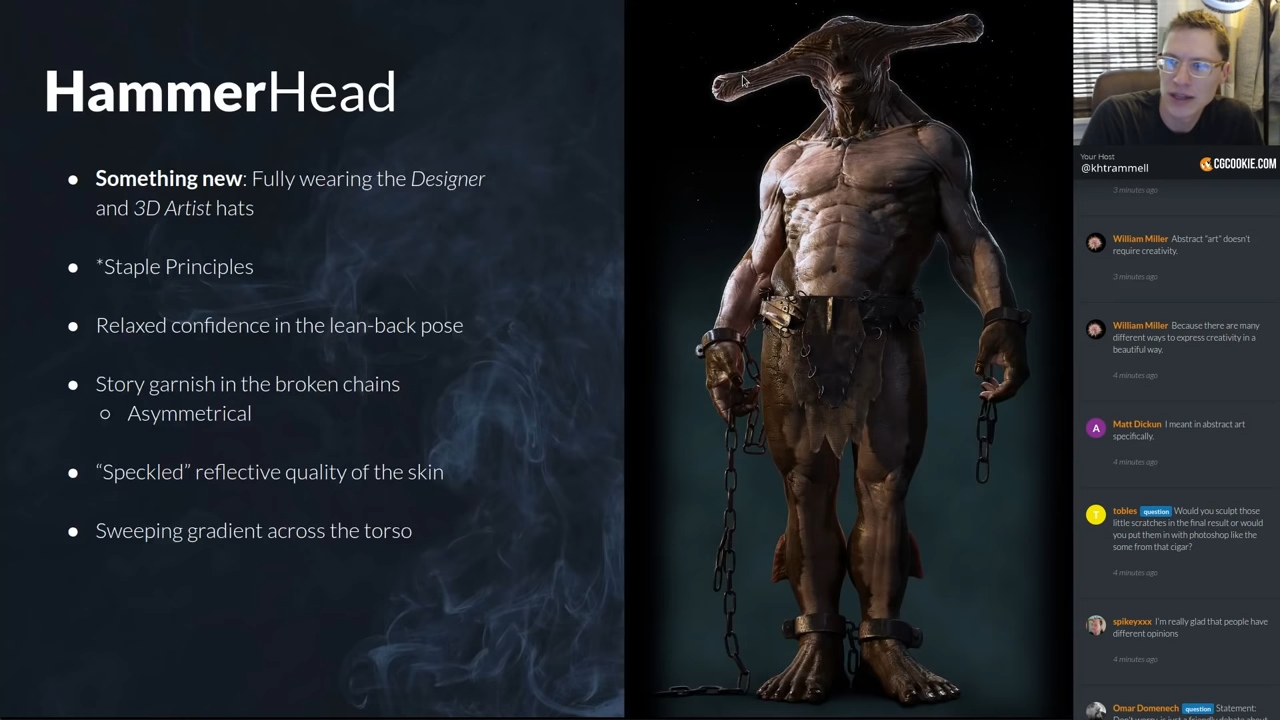 HammerHead
● Something new: Fully wearing the Designer
and 3D Artist hats
● *Staple Principles
● Relaxed confidence in the lean-back pose
● Story garnish in the broken chains
○ Asymmetrical
● “Speckled” reflective quality of the skin
● Sweeping gradient across the torso
Your Host
@khtrammell
CGCOOKIE.COM
3 minutes ago
William Miller Abstract "art" doesn't
require creativity.
3 minutes ago
William Miller Because there are many
different ways to express creativity in a
beautiful way.
4 minutes ago
A
Matt Dickun I meant in abstract art
specifically.
4 minutes ago
T
tobles question Would you sculpt those
little scratches in the final result or would
you put them in with photoshop like the
some from that cigar?
4 minutes ago
spikeyxxx I'm really glad that people have
different opinions
4 minutes ago
Omar Domenech question Statement: